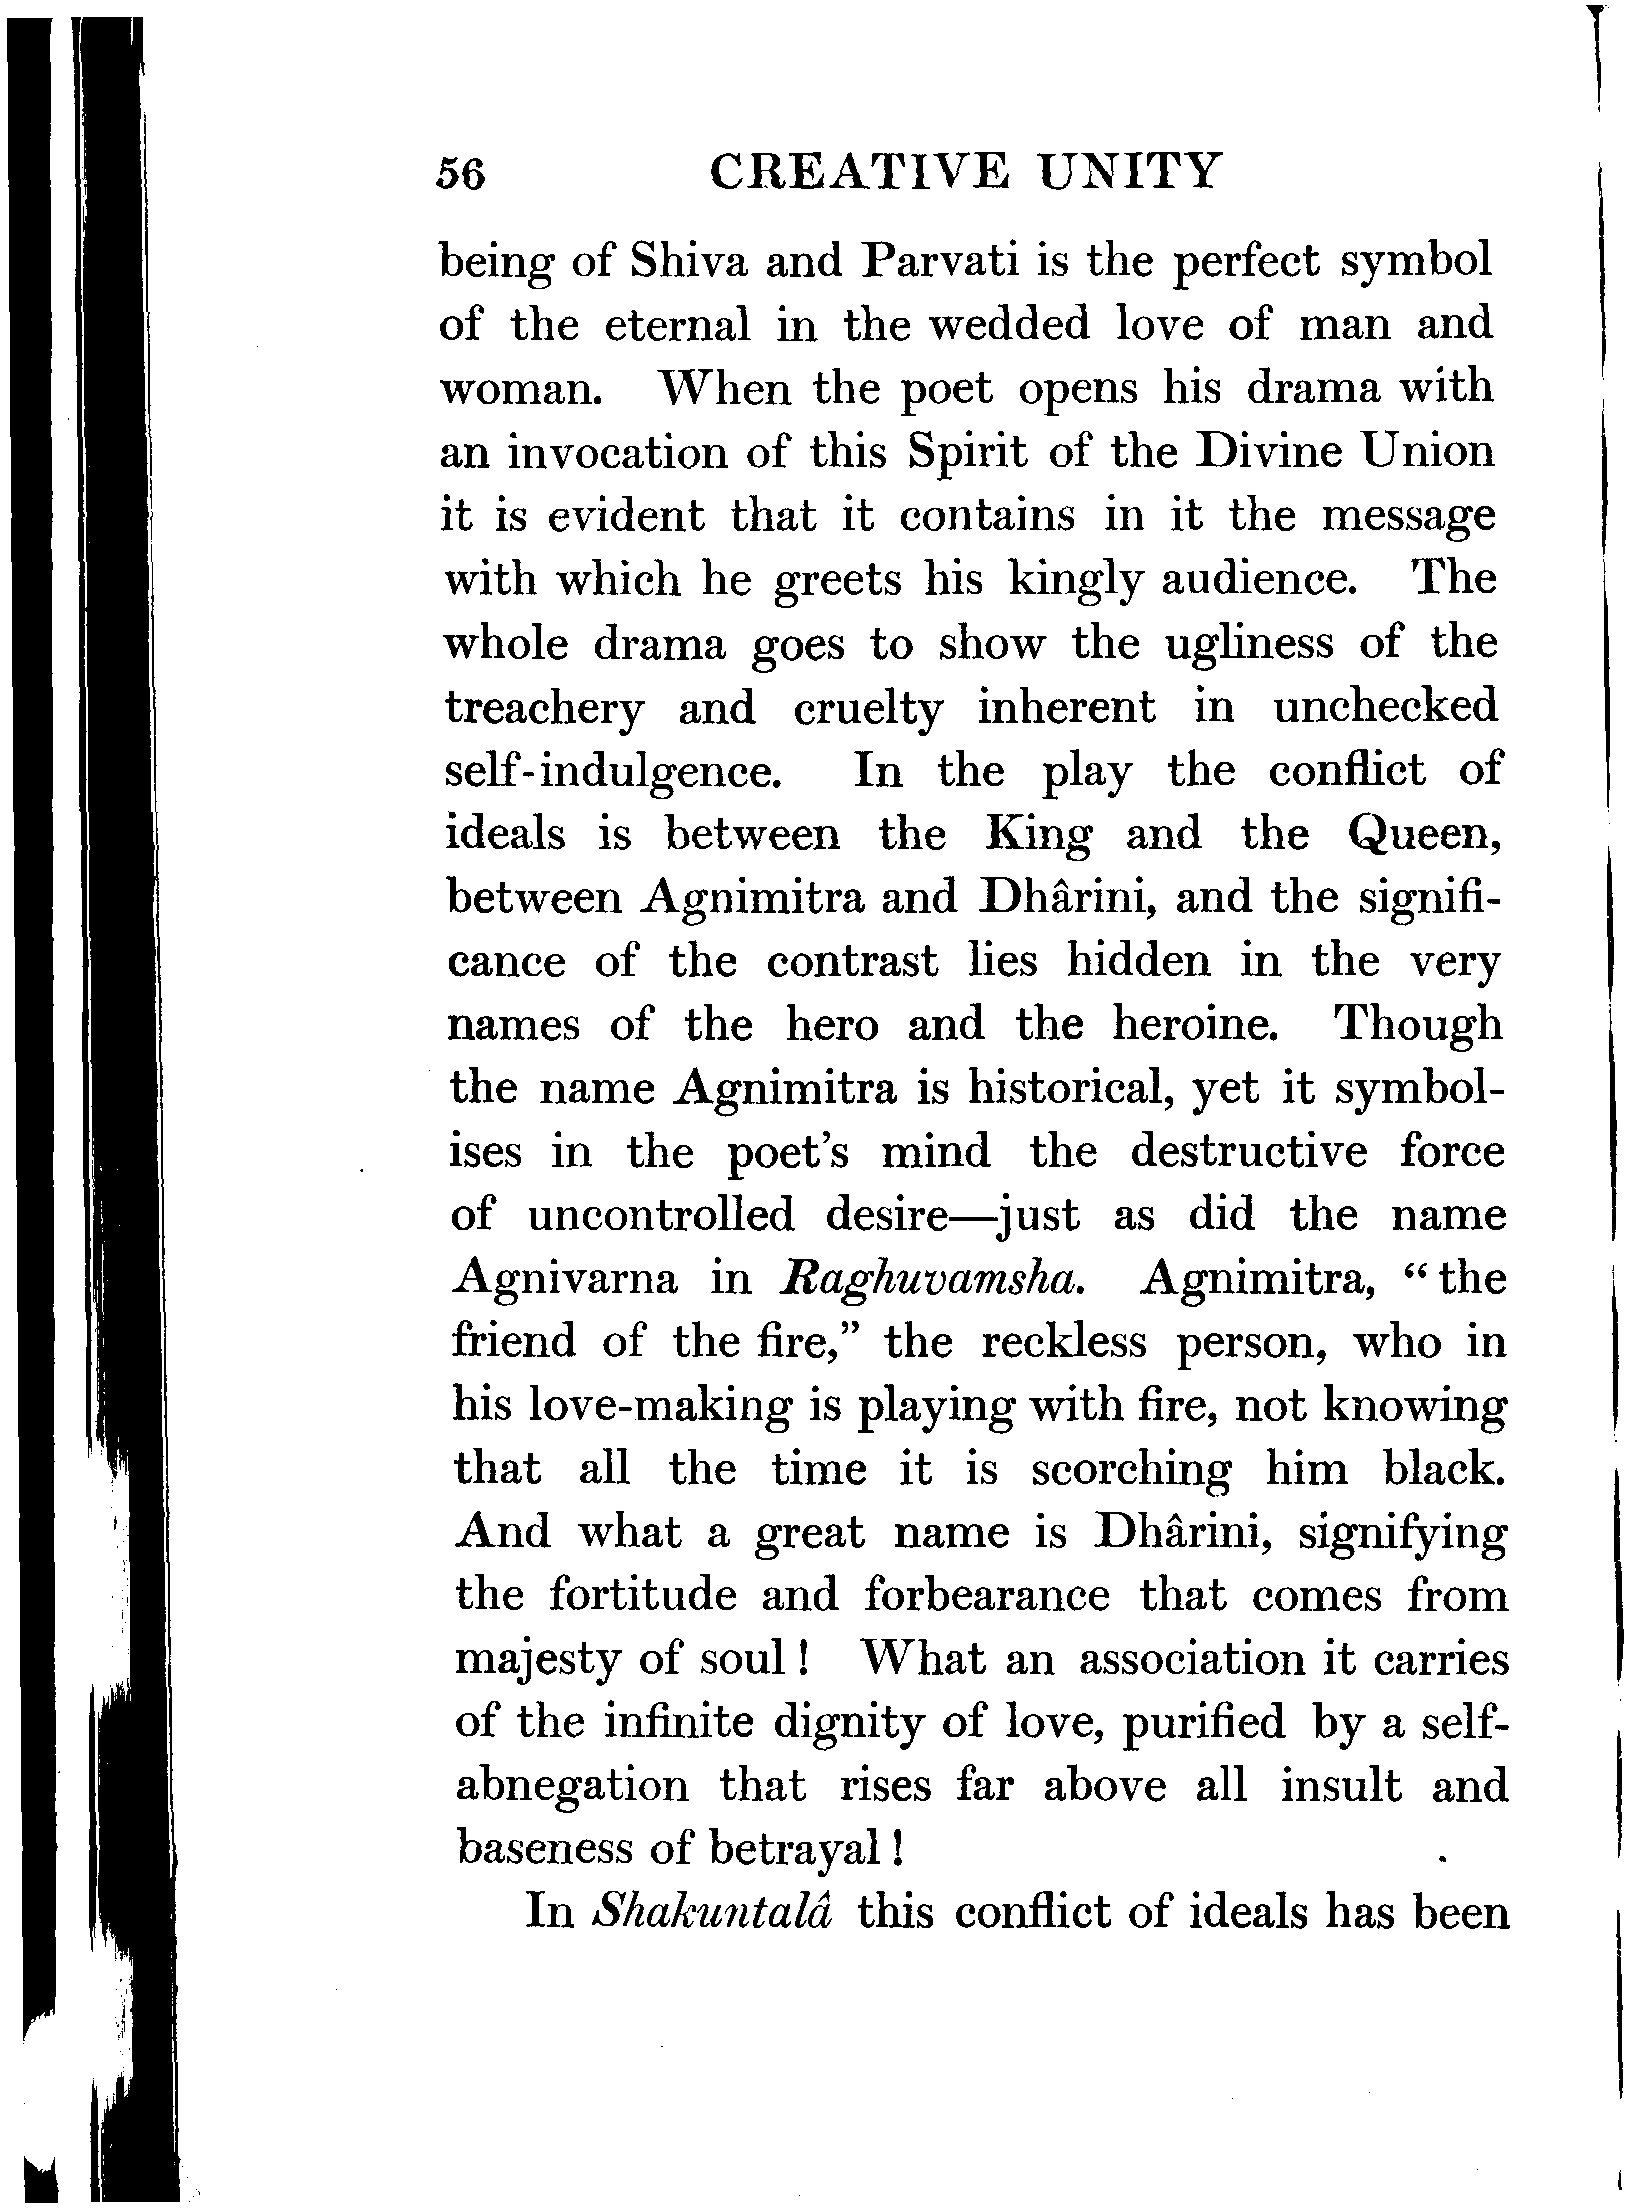 56 CREATIVE UNITY
being of Shiva and Parvati is the perfect symbol
of the eternal in the wedded love of man and
woman. When the poet opens his drama with
an invocation of this Spirit of the Divine Union
it is evident that it contains in it the message
with which he greets his kingly audience. The
whole drama goes to show the ugliness of the
treachery and cruelty inherent in unchecked
self-indulgence. In the play the conflict of
ideals is between the King and the Queen,
between Agnimitra and Dhârini, and the signifi-
cance of the contrast lies hidden in the very
names of the hero and the heroine. Though
the name Agnimitra is historical, yet it symbol-
ises in the poet's mind the destructive force
of uncontrolled desire—just as did the name
Agnivarna in Raghuvamsha. Agnimitra, “the
friend of the fire,” the reckless person, who in
his love-making is playing with fire, not knowing
that all the time it is scorching him black.
And what a great name is Dhârini, signifying
the fortitude and forbearance that comes from
majesty of soul! What an association it carries
of the infinite dignity of love, purified by a self-
abnegation that rises far above all insult and
baseness of betrayal!
In Shakuntalâ this conflict of ideals has been